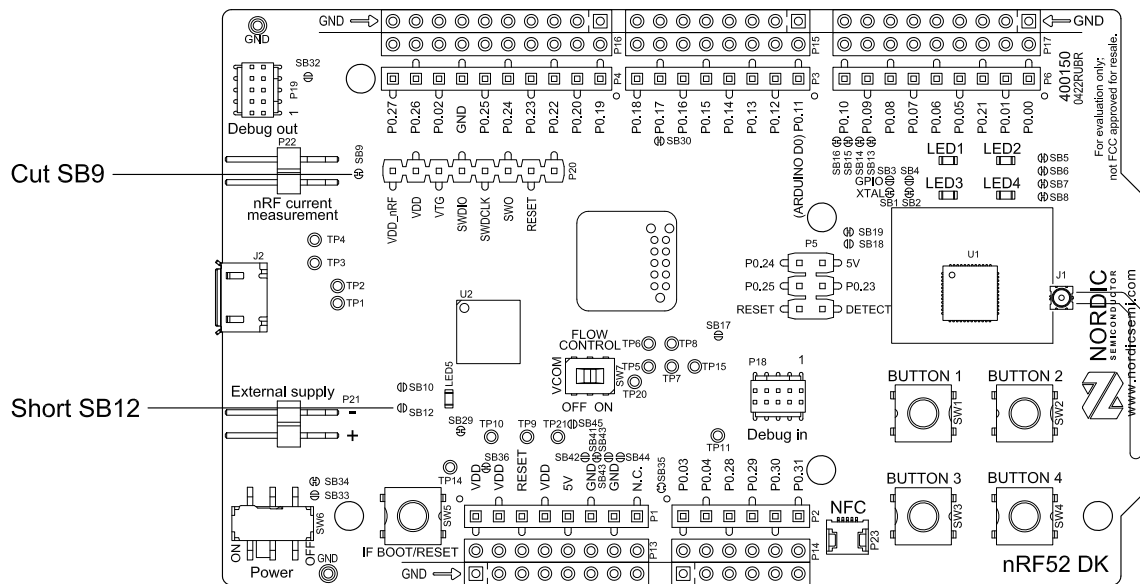 GND
GND
GND
P16
P15
P17
SB32
P19
1
Debug out
P22
P4
P3
P6
400150
0422RUBR
For evaluation only:
not FCC approved for resale.
P0.27
P0.26
P0.02
GND
P0.25
P0.24
P0.23
P0.22
P0.20
P0.19
P0.18
P0.17
P0.16
P0.15
P0.14
P0.13
P0.12
(ARDUINO D0) P0.11
P0.10
P0.09
P0.08
P0.07
P0.06
P0.05
P0.21
P0.01
P0.00
SB30
SB16
SB15
SB14
SB13
LED1
LED2
SB5
SB6
SB7
SB8
Cut SB9
SB9
P20
SB3 SB4
GPIO
XTAL
SB1 SB2
LED3
LED4
nRF current
measurement
VDD_nRF
VDD
VTG
SWDIO
SWDCLK
SWO
RESET
TP4
TP3
TP2
TP1
J2
SB19
SB18
P5
P0.24
5V
P0.25
P0.23
RESET
DETECT
U1
J1
NORDIC
SEMICONDUCTOR
www.nordicsemi.com
U2
SB17
FLOW
CONTROL
VCOM
SW7
OFF ON
TP6
TP8
TP5
TP7
TP15
TP20
P18
1
Debug in
BUTTON 1
BUTTON 2
SW1
SW2
SB10
LED5
External supply
P21
-
+
Short SB12
SB12
SB29
TP10
TP9
TP21
SB45
SB41
SB43
SB42
SB43
SB44
SB36
TP14
TP11
SB35
VDD
VDD
RESET
VDD
5V
GND
GND
N.C.
P0.03
P0.04
P0.28
P0.29
P0.30
P0.31
BUTTON 3
BUTTON 4
SW3
SW4
SB34
SB33
SW6
ON
OFF
Power
GND
SW5
IF BOOT/RESET
P1
P2
P13
P14
GND
NFC
P23
nRF52 DK